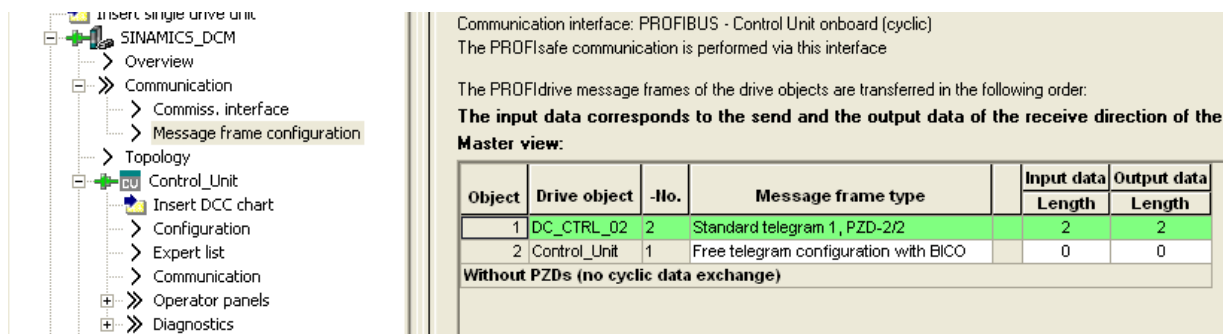 Insert single drive unit
SINAMICS_DCM
Overview
Communication
Commiss. interface
Message frame configuration
Topology
Control_Unit
Insert DCC chart
Configuration
Expert list
Communication
Operator panels
Diagnostics
Communication interface: PROFIBUS - Control Unit onboard (cyclic)
The PROFIsafe communication is performed via this interface
The PROFIdrive message frames of the drive objects are transferred in the following order:
The input data corresponds to the send and the output data of the receive direction of the
Master view:
Object Drive object -No. Message frame type Input data Output data
Length Length
1 DC_CTRL_02 2 Standard telegram 1, PZD-2/2 2 2
2 Control_Unit 1 Free telegram configuration with BICO 0 0
Without PZDs (no cyclic data exchange)